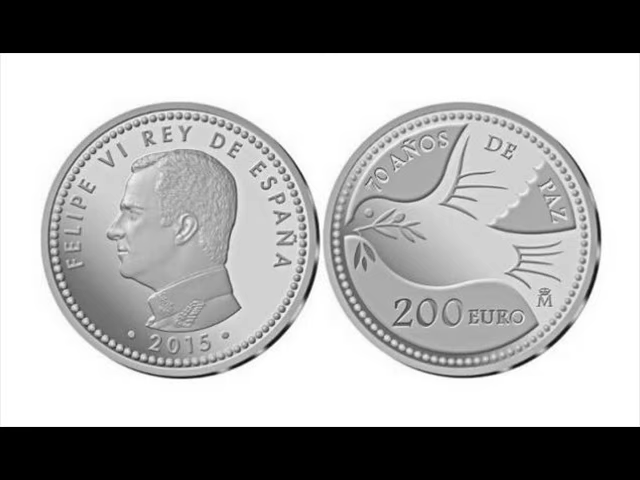 FELIPE VI REY DE ESPAÑA
· 2015 ·
70 AÑOS DE PAZ
200 EURO
M